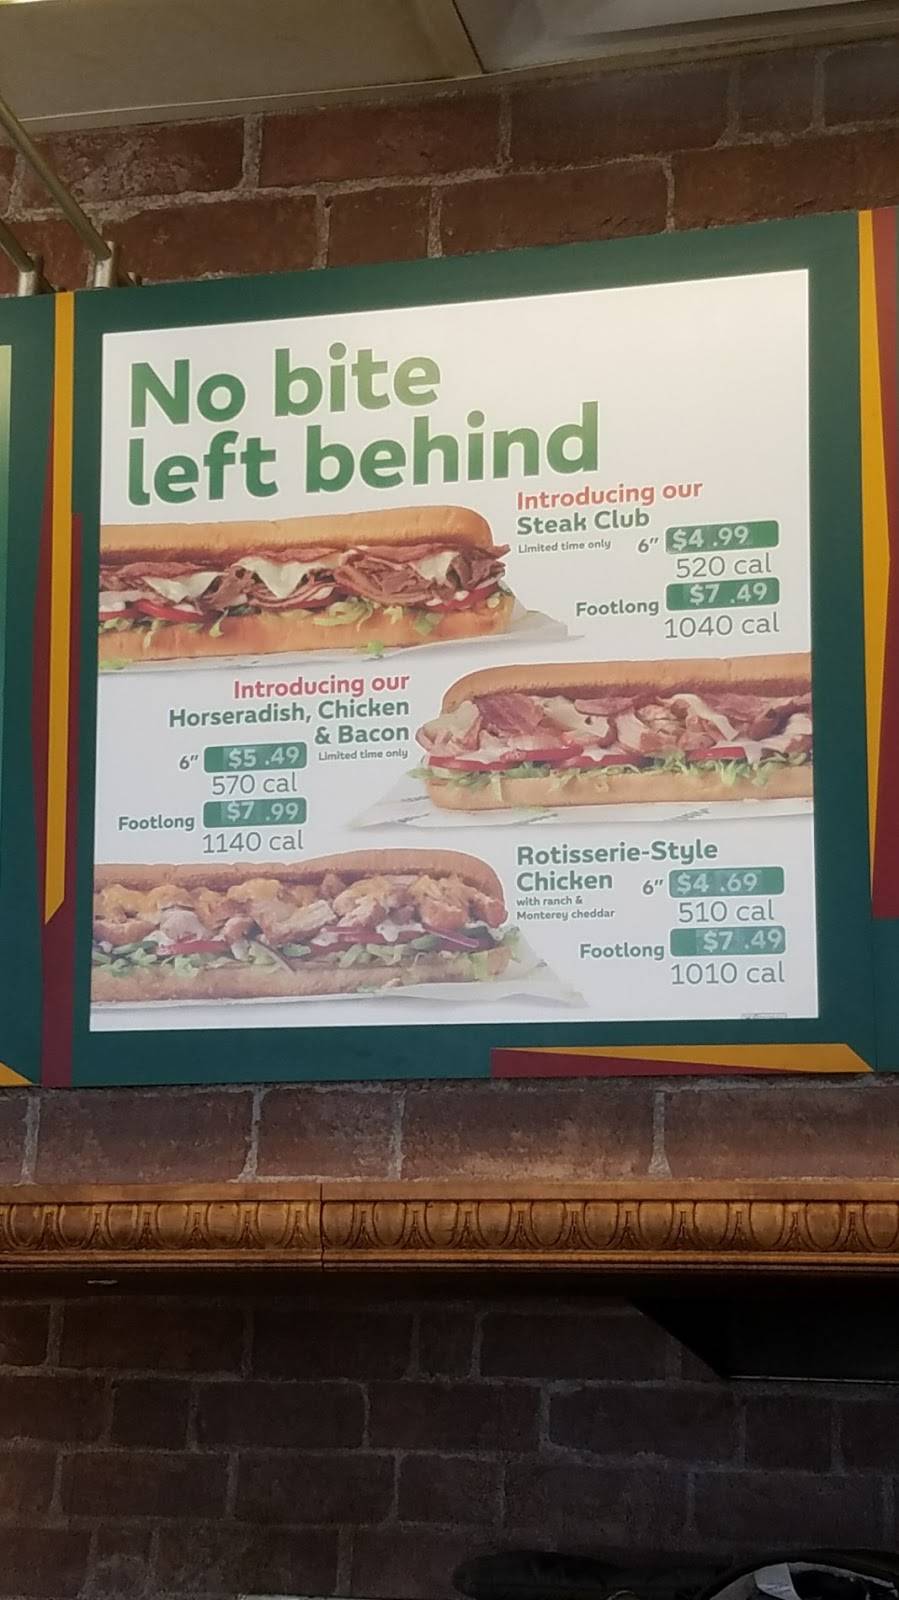 No bite
left behind
Introducing our
Steak Club
Limited time only
6" $4.99
520 cal
Footlong $7.49
1040 cal
Introducing our
Horseradish, Chicken
& Bacon
Limited time only
6" $5.49
570 cal
Footlong $7.99
1140 cal
Rotisserie-Style
Chicken
with ranch &
Monterey cheddar
6" $4.69
510 cal
Footlong $7.49
1010 cal